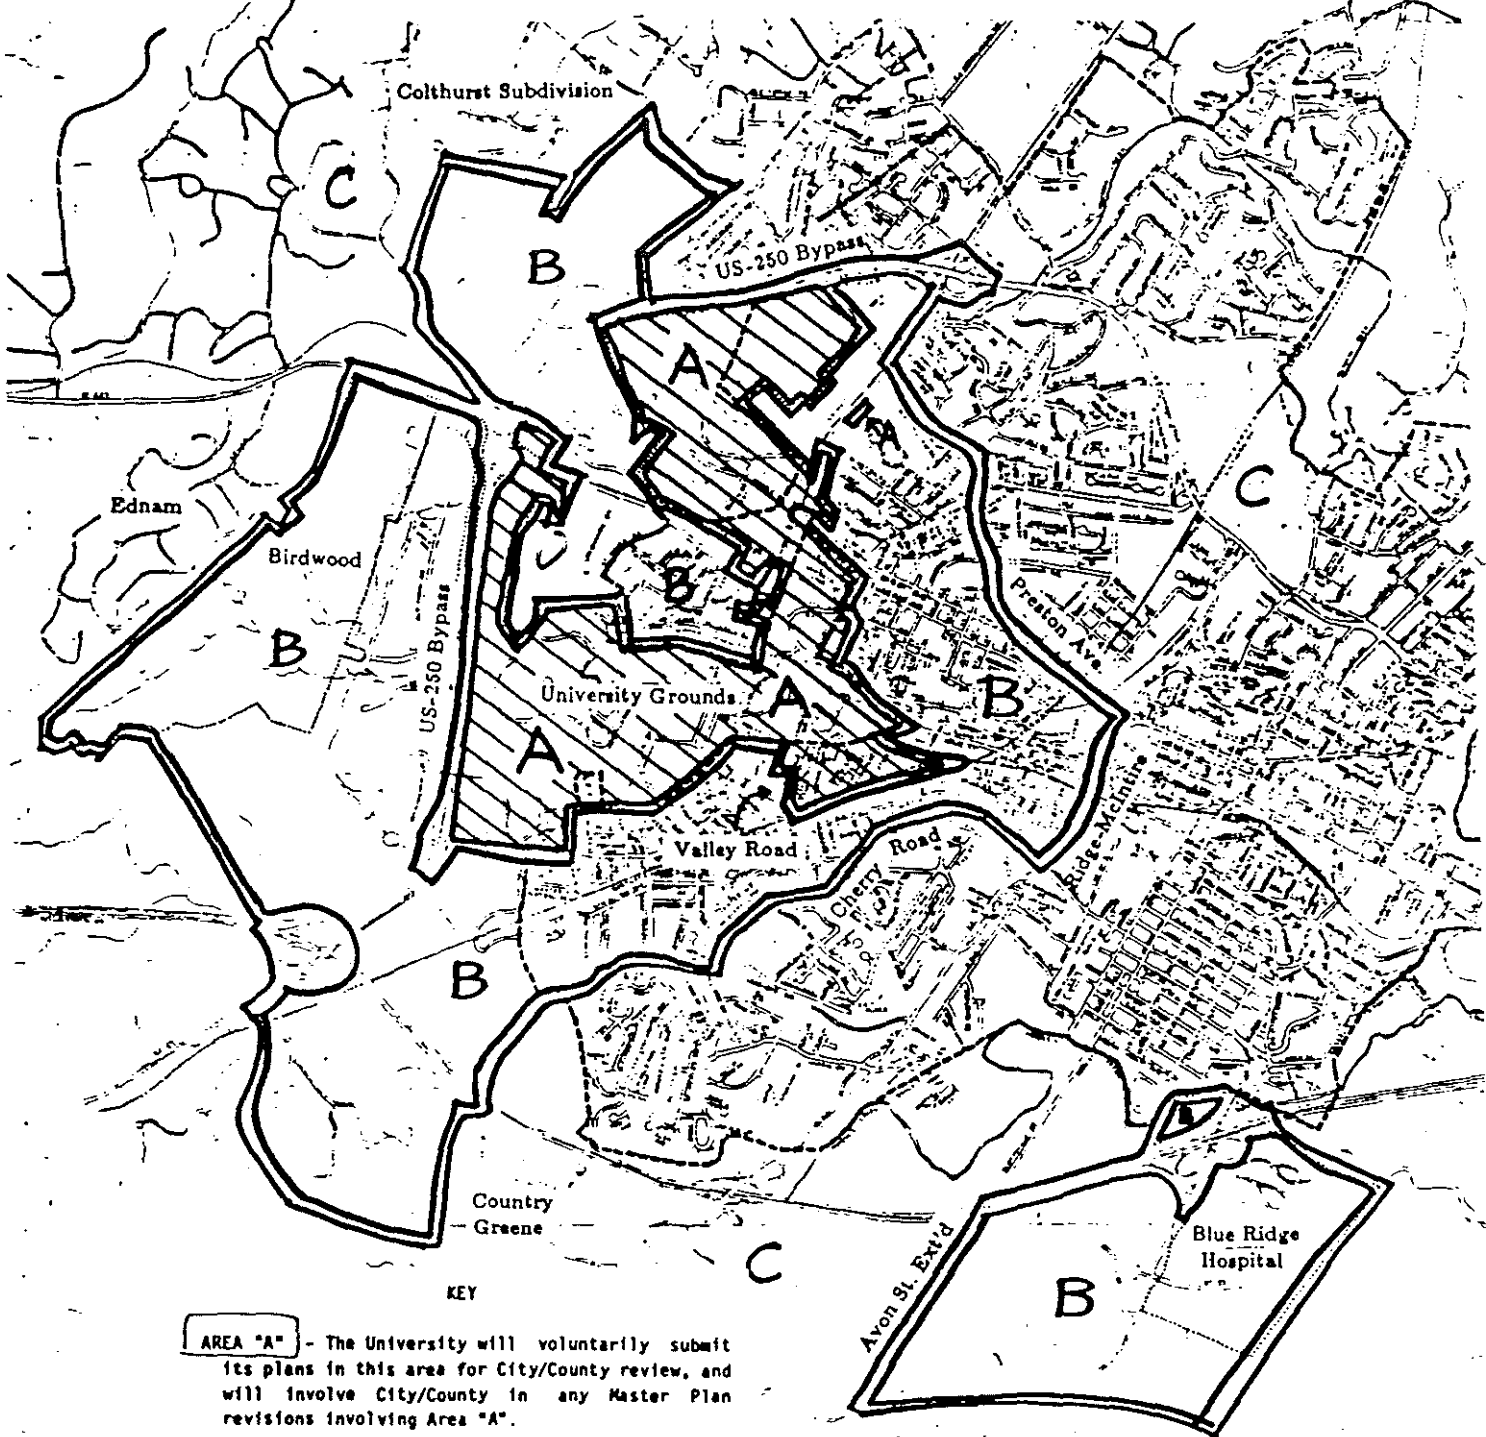 Colthurst Subdivision
C
B
US-250 Bypass
A
A
C
Ednam
Birdwood
B
B
US-250 Bypass
Preston Ave.
University Grounds
A
B
A
Ridge-McIntire
Valley Road
Cherry Road
B
Country
Greene
C
Avon St. Ext'd
Blue Ridge
Hospital
B
KEY
AREA "A" - The University will voluntarily submit
its plans in this area for City/County review, and
will involve City/County in any Master Plan
revisions involving Area "A".